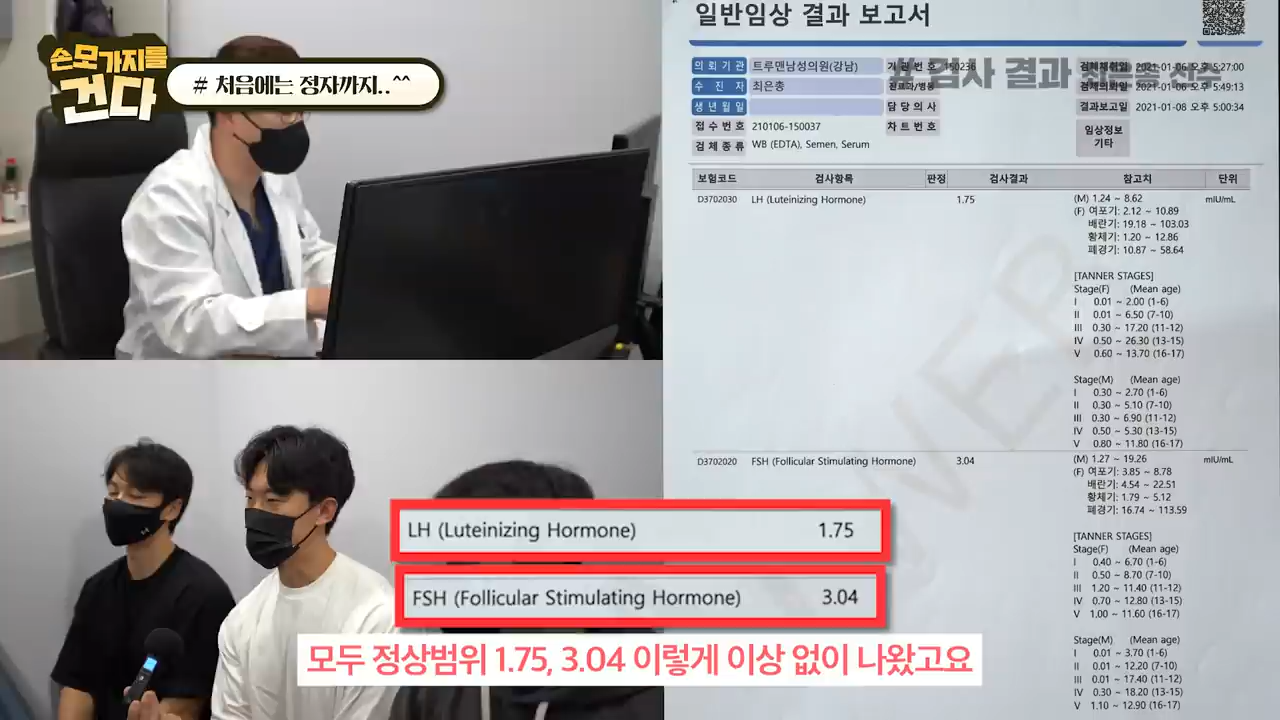 손모가지를
건다
# 처음에는 정자까지..^^
일반임상 결과 보고서
# 검사 결과 최은총 선수
의 뢰 기 관 트루맨남성의원(강남) 기 관 번 호 150236 검체채취일 2021-01-06 오후 5:27:00
수 진 자 최은총 진료과/병동 검체의뢰일 2021-01-06 오후 5:49:13
생 년 월 일 담 당 의 사 결과보고일 2021-01-08 오후 5:00:34
접 수 번 호 210106-150037 차 트 번 호 임상정보
기타
검 체 종 류 WB (EDTA), Semen, Serum
보험코드 검사항목 판정 검사결과 참고치 단위
D3702030 LH (Luteinizing Hormone) 1.75 (M) 1.24 ~ 8.62 mIU/mL
(F) 여포기: 2.12 ~ 10.89
배란기: 19.18 ~ 103.03
황체기: 1.20 ~ 12.86
폐경기: 10.87 ~ 58.64
[TANNER STAGES]
Stage(F) (Mean age)
I 0.01 ~ 2.00 (1-6)
II 0.01 ~ 6.50 (7-10)
III 0.30 ~ 17.20 (11-12)
IV 0.50 ~ 26.30 (13-15)
V 0.60 ~ 13.70 (16-17)
Stage(M) (Mean age)
I 0.30 ~ 2.70 (1-6)
II 0.30 ~ 5.10 (7-10)
III 0.30 ~ 6.90 (11-12)
IV 0.50 ~ 5.30 (13-15)
V 0.80 ~ 11.80 (16-17)
D3702020 FSH (Follicular Stimulating Hormone) 3.04 (M) 1.27 ~ 19.26 mIU/mL
(F) 여포기: 3.85 ~ 8.78
배란기: 4.54 ~ 22.51
황체기: 1.79 ~ 5.12
폐경기: 16.74 ~ 113.59
[TANNER STAGES]
Stage(F) (Mean age)
I 0.40 ~ 6.70 (1-6)
II 0.50 ~ 8.70 (7-10)
III 1.20 ~ 11.40 (11-12)
IV 0.70 ~ 12.80 (13-15)
V 1.00 ~ 11.60 (16-17)
Stage(M) (Mean age)
I 0.01 ~ 3.70 (1-6)
II 0.01 ~ 12.20 (7-10)
III 0.01 ~ 17.40 (11-12)
IV 0.30 ~ 18.20 (13-15)
V 1.10 ~ 12.90 (16-17)
LH (Luteinizing Hormone) 1.75
FSH (Follicular Stimulating Hormone) 3.04
모두 정상범위 1.75, 3.04 이렇게 이상 없이 나왔고요